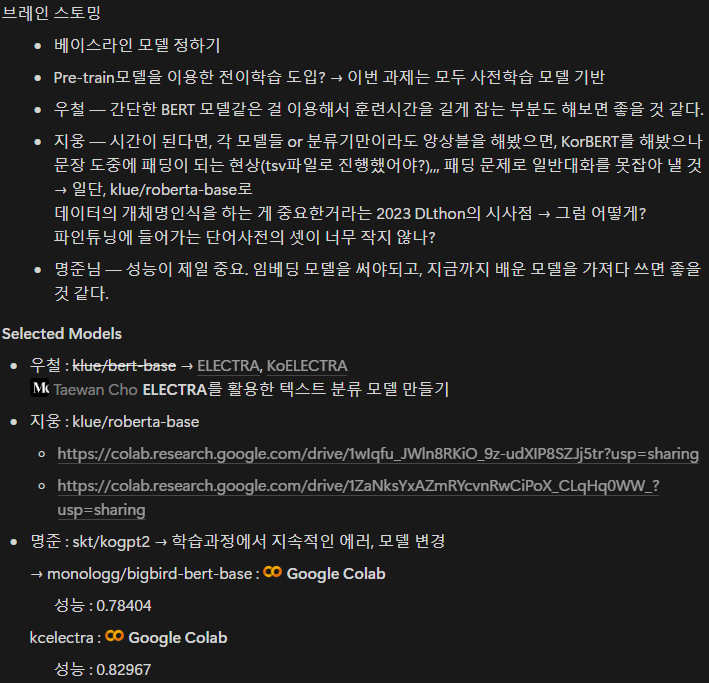 브레인 스토밍
베이스라인 모델 정하기
Pre-train모델을 이용한 전이학습 도입? → 이번 과제는 모두 사전학습 모델 기반
우철 — 간단한 BERT 모델같은 걸 이용해서 훈련시간을 길게 잡는 부분도 해보면 좋을 것 같다.
지웅 — 시간이 된다면, 각 모델들 or 분류기만이라도 앙상블을 해봤으면, KorBERT를 해봤으나
문장 도중에 패딩이 되는 현상(tsv파일로 진행했어야?),,, 패딩 문제로 일반대화를 못잡아 낼 것
→ 일단, klue/roberta-base로
데이터의 개체명인식을 하는 게 중요한거라는 2023 DLthon의 시사점 → 그럼 어떻게?
파인튜닝에 들어가는 단어사전의 셋이 너무 작지 않나?
명준님 — 성능이 제일 중요. 임베딩 모델을 써야되고, 지금까지 배운 모델을 가져다 쓰면 좋을
것 같다.
Selected Models
우철 : klue/bert-base → ELECTRA, KoELECTRA
Taewan Cho ELECTRA를 활용한 텍스트 분류 모델 만들기
지웅 : klue/roberta-base
https://colab.research.google.com/drive/1wIqfu_JWln8RKiO_9z-udXIP8SZJj5tr?usp=sharing
https://colab.research.google.com/drive/1ZaNksYxAZmRYcvnRwCiPoX_CLqHq0WW_?
usp=sharing
명준 : skt/kogpt2 → 학습과정에서 지속적인 에러, 모델 변경
→ monologg/bigbird-bert-base : Google Colab
성능 : 0.78404
kcelectra : Google Colab
성능 : 0.82967